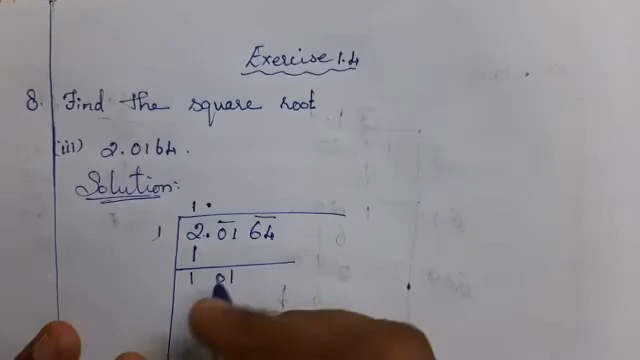 Exercise 1.4
8. Find the square root
(iii) 2.0164.
Solution:
1.
1 2.01 64
1
1 01